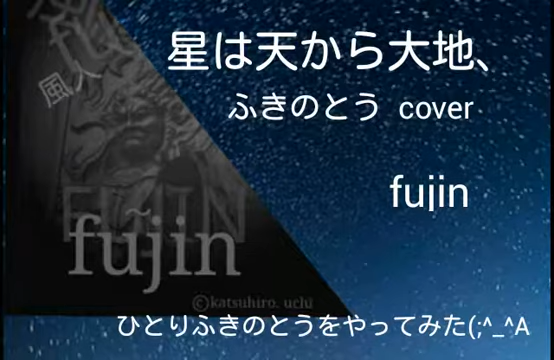 星は天から大地、
ふきのとう cover
風人
fujin
FUJIN
fujin
©katsuhiro. uclu
ひとりふきのとうをやってみた(;^_^A